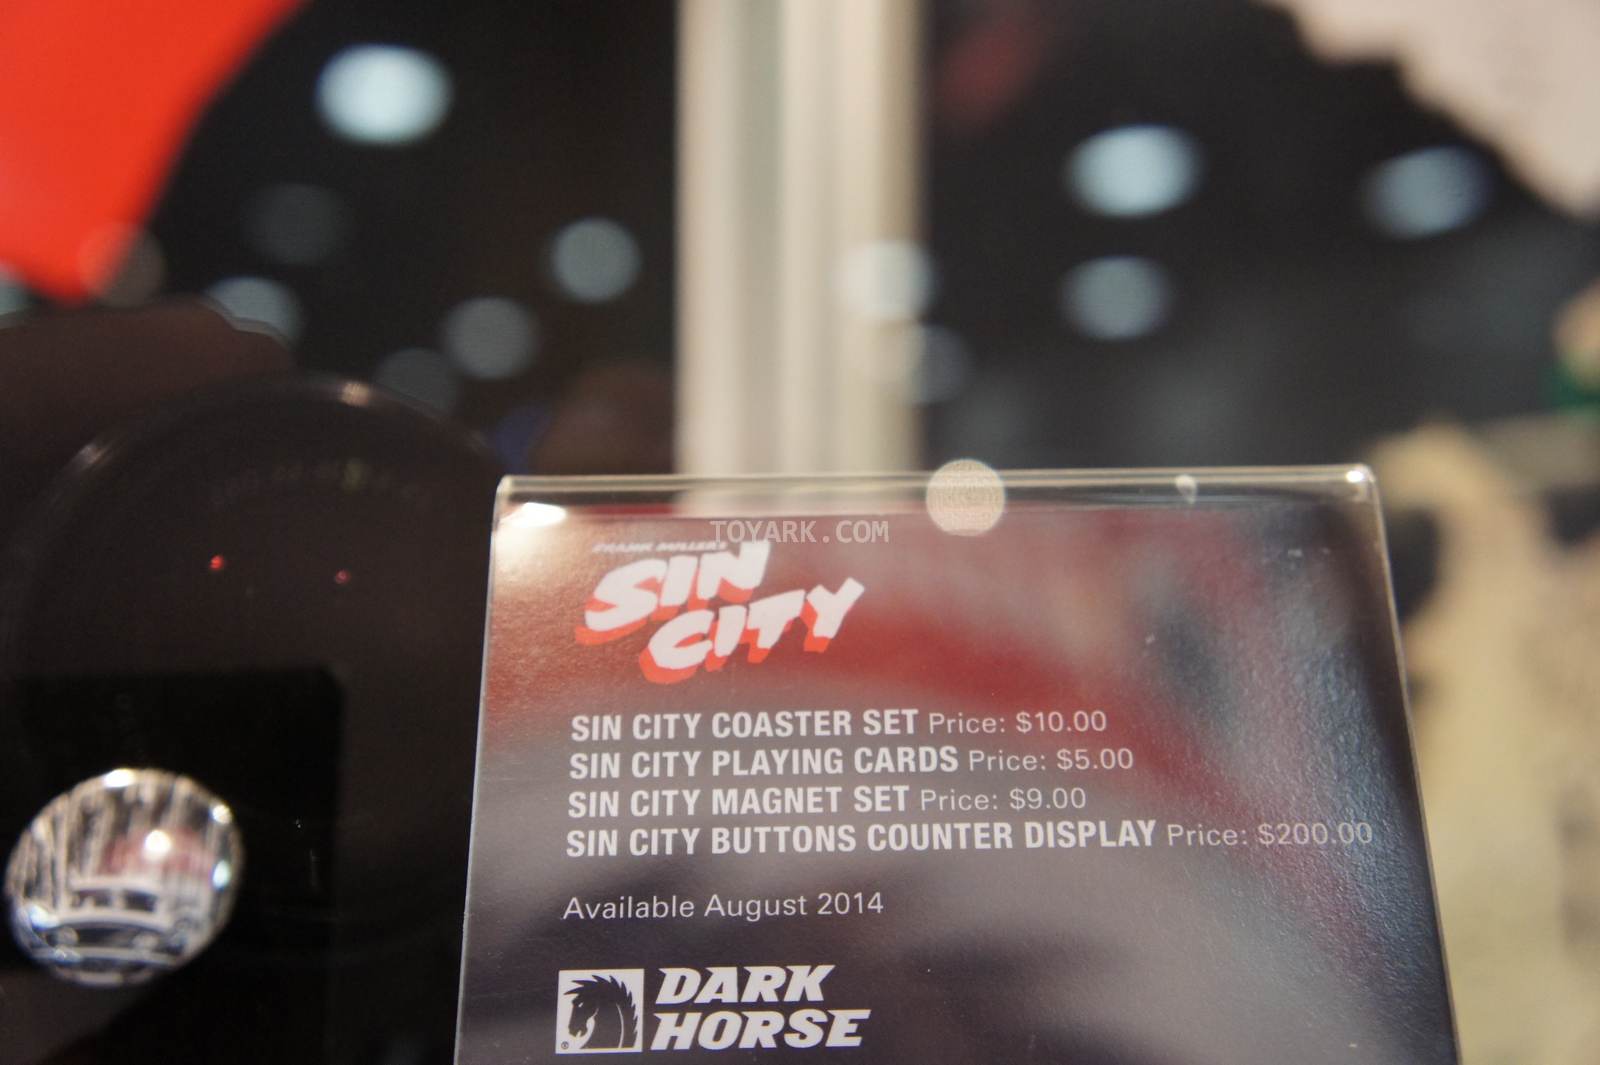 TOYARK.COM
FRANK MILLER'S
SIN
CITY
SIN CITY COASTER SET Price: $10.00
SIN CITY PLAYING CARDS Price: $5.00
SIN CITY MAGNET SET Price: $9.00
SIN CITY BUTTONS COUNTER DISPLAY Price: $200.00
Available August 2014
DARK
HORSE
®